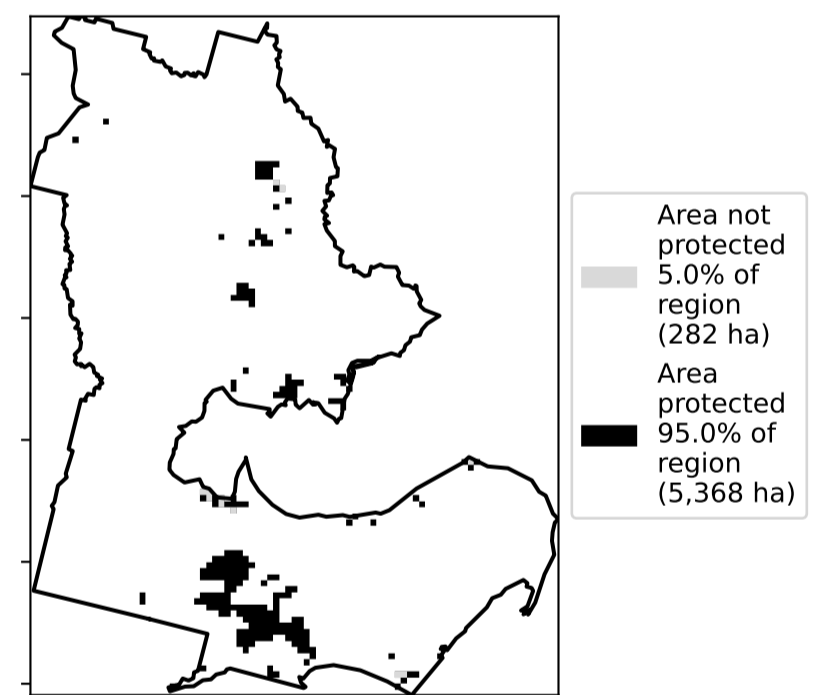 Area not
protected
5.0% of
region
(282 ha)
Area
protected
95.0% of
region
(5,368 ha)